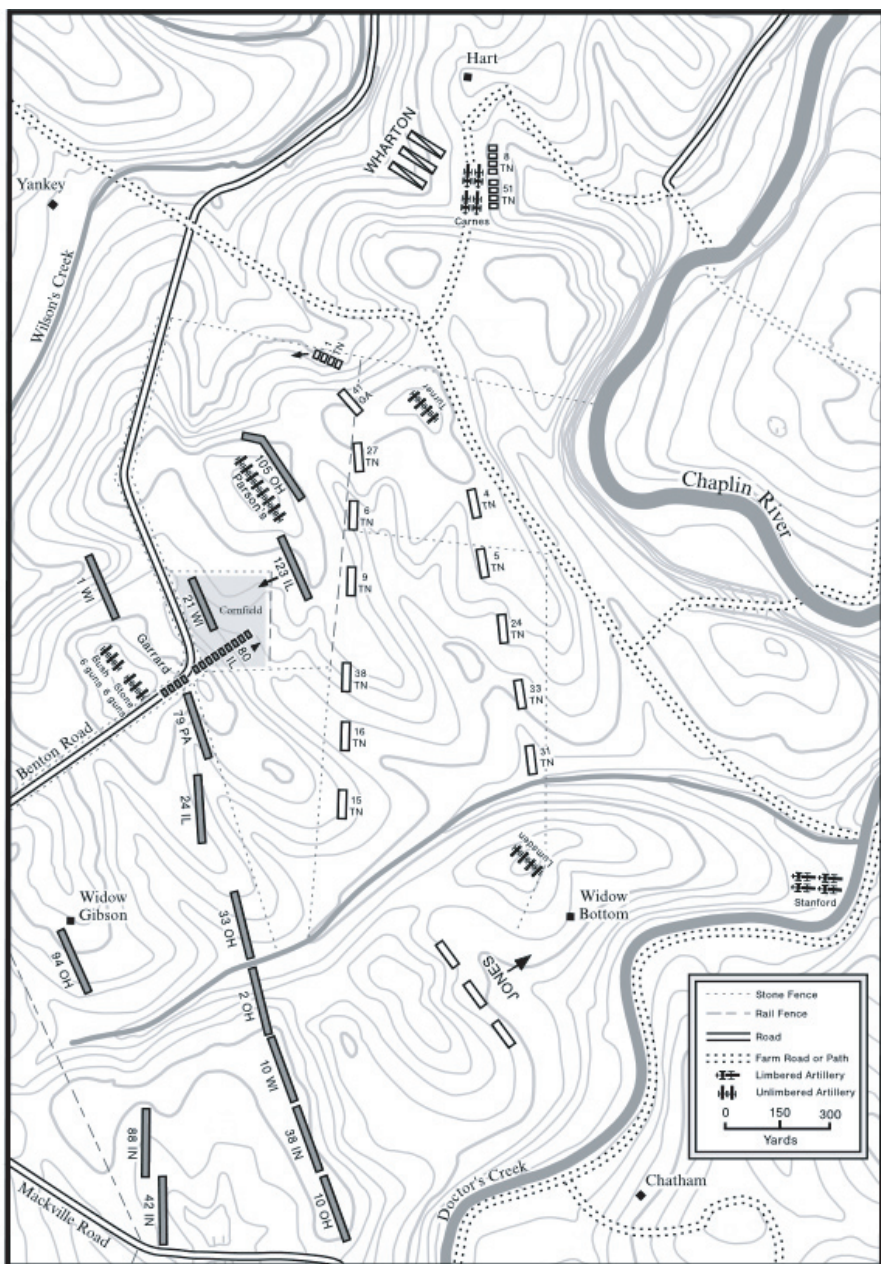 Hart
WHARTON
8
TN
51
TN
Carnes
Yankey
Wilson's Creek
1
TN
41
GA
Turner
27
TN
105 OH
Parson's
6
TN
4
TN
Chaplin River
5
TN
123 IL
9
TN
1 WI
21 WI
Cornfield
24
TN
80
IL
Garrard
Bush - Stone
6 guns 6 guns
38
TN
33
TN
79 PA
16
TN
31
TN
Benton Road
24 IL
15
TN
Lumsden
Stanford
Widow
Gibson
Widow
Bottom
33 OH
94 OH
JONES
2 OH
10 WI
38 IN
88 IN
42 IN
10 OH
Mackville Road
Doctor's Creek
Chatham
Stone Fence
Rail Fence
Road
Farm Road or Path
Limbered Artillery
Unlimbered Artillery
0 150 300
Yards